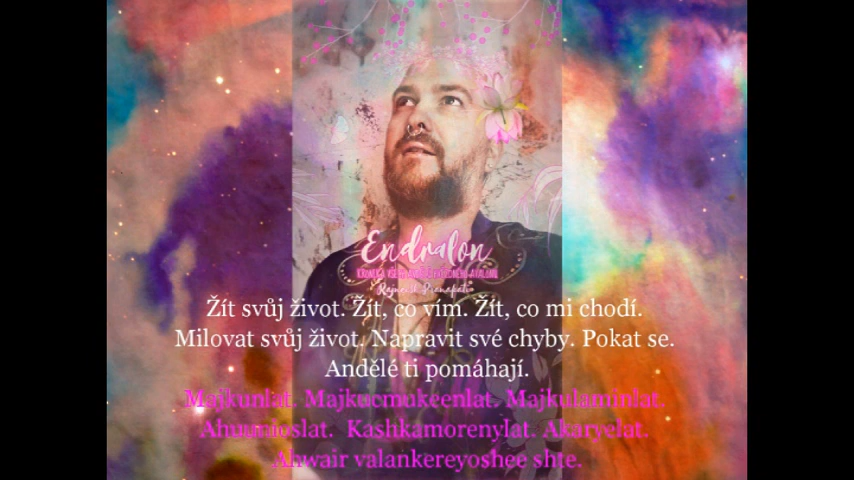 Endralon
Žít svůj život. Žít, co vím. Žít, co mi chodí.
Milovat svůj život. Napravit své chyby. Pokat se.
Andělé ti pomáhají.
Majkunlat. Majkucmukeenlat. Majkulaminlat.
Ahuunioslat. Kashkamorenylat. Akaryelat.
Ahwair valankereyoshee shte.